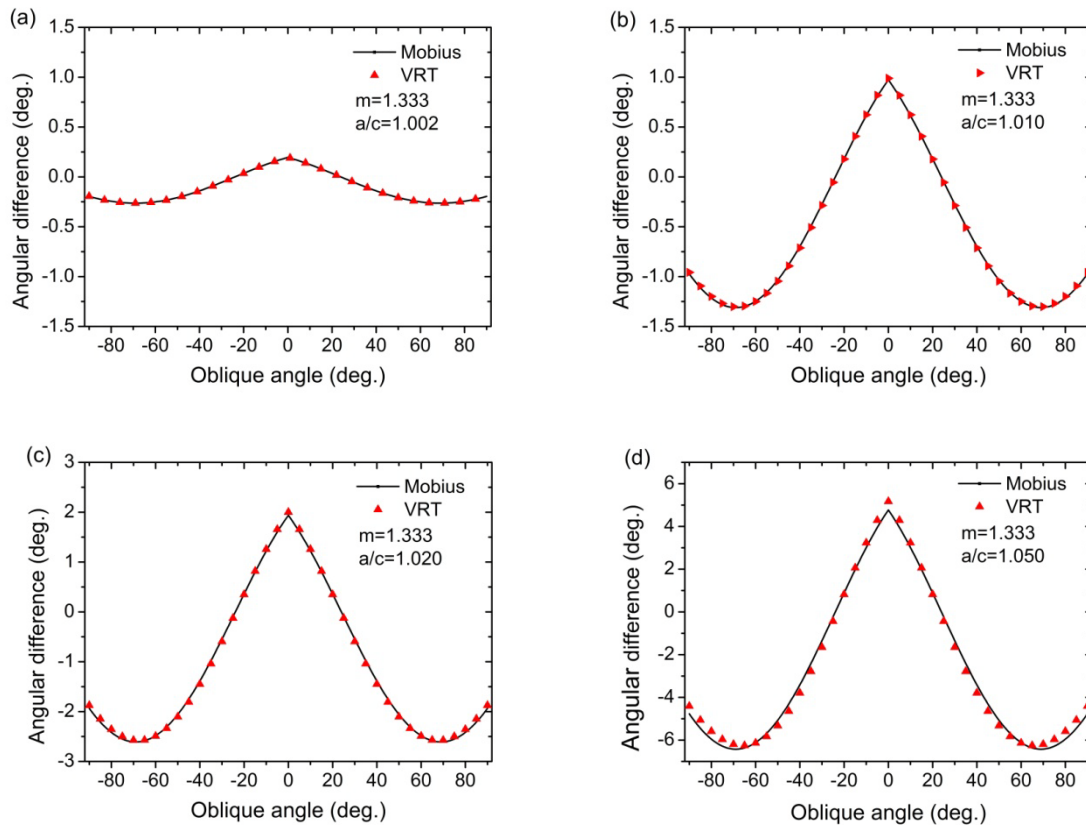 (a)
1.5
1.0
0.5
0.0
-0.5
-1.0
-1.5
Angular difference (deg.)
Mobius
VRT
m=1.333
a/c=1.002
-80 -60 -40 -20 0 20 40 60 80
Oblique angle (deg.)
(b)
1.5
1.0
0.5
0.0
-0.5
-1.0
-1.5
Angular difference (deg.)
Mobius
VRT
m=1.333
a/c=1.010
-80 -60 -40 -20 0 20 40 60 80
Oblique angle (deg.)
(c)
3
2
1
0
-1
-2
-3
Angular difference (deg.)
Mobius
VRT
m=1.333
a/c=1.020
-80 -60 -40 -20 0 20 40 60 80
Oblique angle (deg.)
(d)
6
4
2
0
-2
-4
-6
Angular difference (deg.)
Mobius
VRT
m=1.333
a/c=1.050
-80 -60 -40 -20 0 20 40 60 80
Oblique angle (deg.)